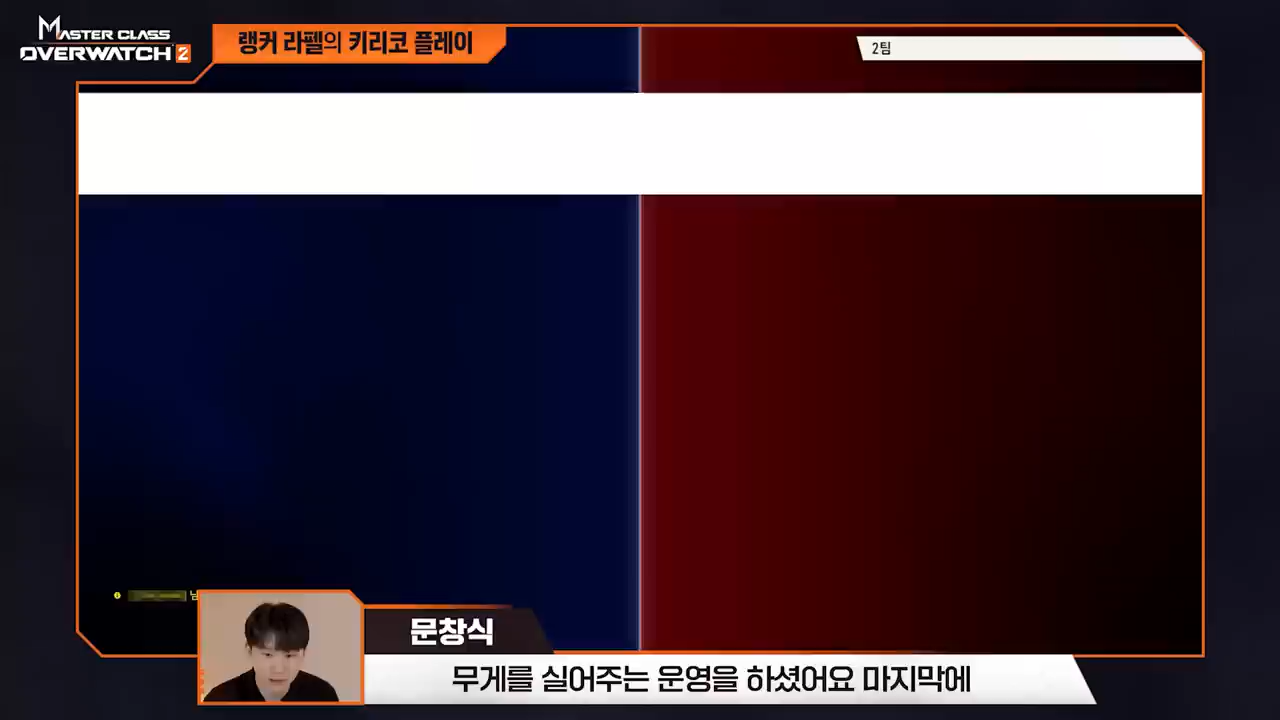 MASTER CLASS
OVERWATCH 2
랭커 라펠의 키리코 플레이
2팀
문창식
무게를 실어주는 운영을 하셨어요 마지막에